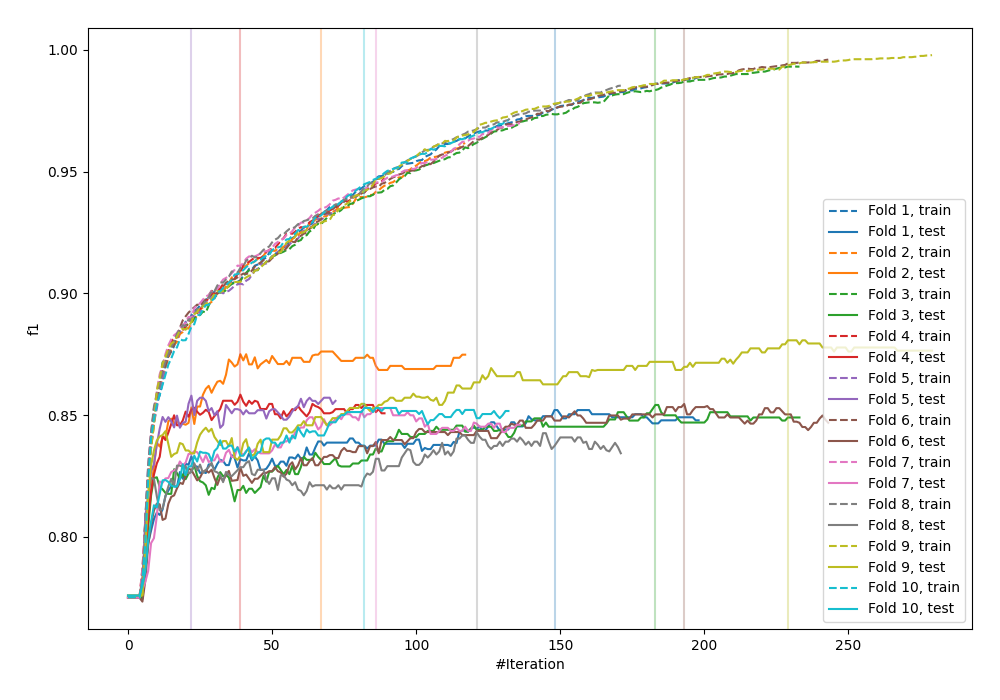 1.00
0.95
0.90
0.85
0.80
f1
0
50
100
150
200
250
#Iteration
Fold 1, train
Fold 1, test
Fold 2, train
Fold 2, test
Fold 3, train
Fold 3, test
Fold 4, train
Fold 4, test
Fold 5, train
Fold 5, test
Fold 6, train
Fold 6, test
Fold 7, train
Fold 7, test
Fold 8, train
Fold 8, test
Fold 9, train
Fold 9, test
Fold 10, train
Fold 10, test